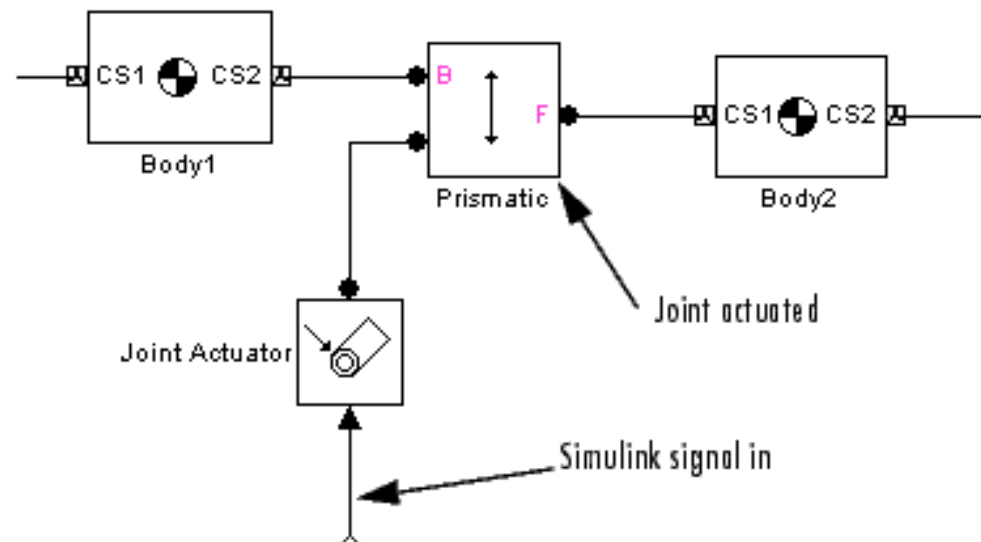 CS1 CS2
Body1
B
F
Prismatic
CS1 CS2
Body2
Joint actuated
Joint Actuator
Simulink signal in